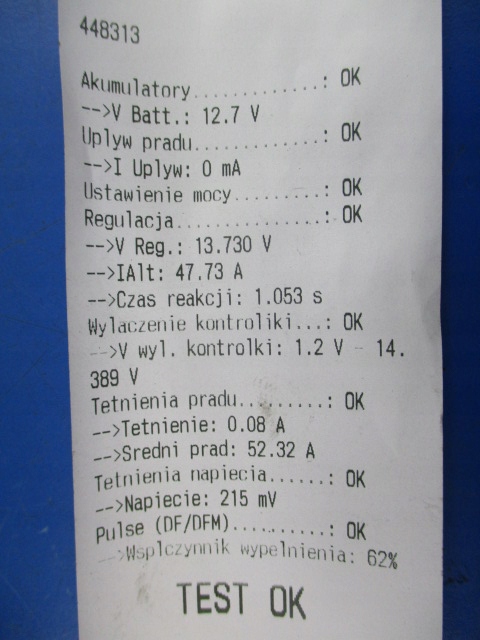 448313
Akumulatory.............: OK
-->V Batt.: 12.7 V
Uplyw pradu.............: OK
-->I Uplyw: 0 mA
Ustawienie mocy.........: OK
Regulacja...............: OK
-->V Reg.: 13.730 V
-->IAlt: 47.73 A
-->Czas reakcji: 1.053 s
Wylaczenie kontroliki...: OK
-->V wyl. kontrolki: 1.2 V - 14.
389 V
Tetnienia pradu.........: OK
-->Tetnienie: 0.08 A
-->Sredni prad: 52.32 A
Tetnienia napiecia......: OK
-->Napiecie: 215 mV
Pulse (DF/DFM)..........: OK
-->Wsplczynnik wypelnienia: 62%
TEST OK